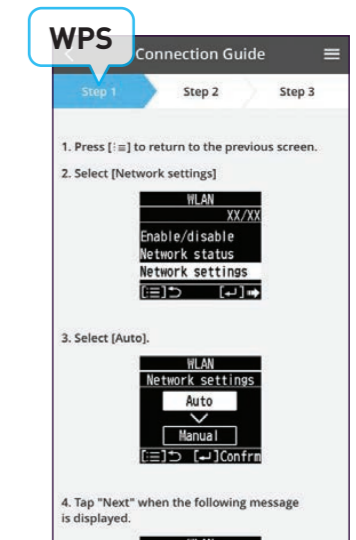 WPS
Connection Guide
Step 1 Step 2 Step 3
1. Press [⁝≡] to return to the previous screen.
2. Select [Network settings]
WLAN
XX/XX
Enable/disable
Network status
Network settings
[⁝≡]⮌ [↵]➡
3. Select [Auto].
WLAN
Network settings
Auto
Manual
[⁝≡]⮌ [↵]Confrm
4. Tap "Next" when the following message
is displayed.
WLAN